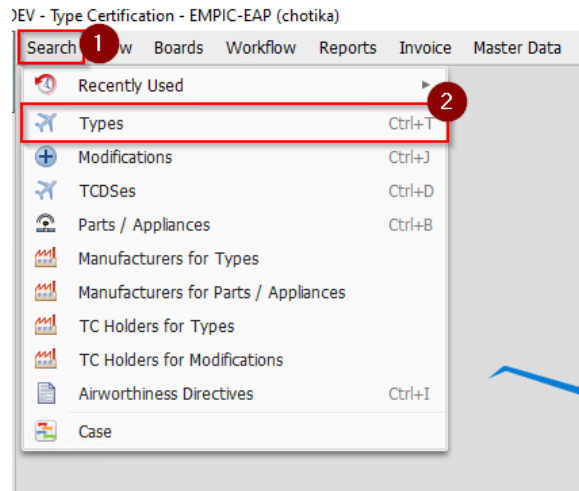 DEV - Type Certification - EMPIC-EAP (chotika)
Search 1 w Boards Workflow Reports Invoice Master Data
Recently Used
2
Types Ctrl+T
Modifications Ctrl+J
TCDSes Ctrl+D
Parts / Appliances Ctrl+B
Manufacturers for Types
Manufacturers for Parts / Appliances
TC Holders for Types
TC Holders for Modifications
Airworthiness Directives Ctrl+I
Case